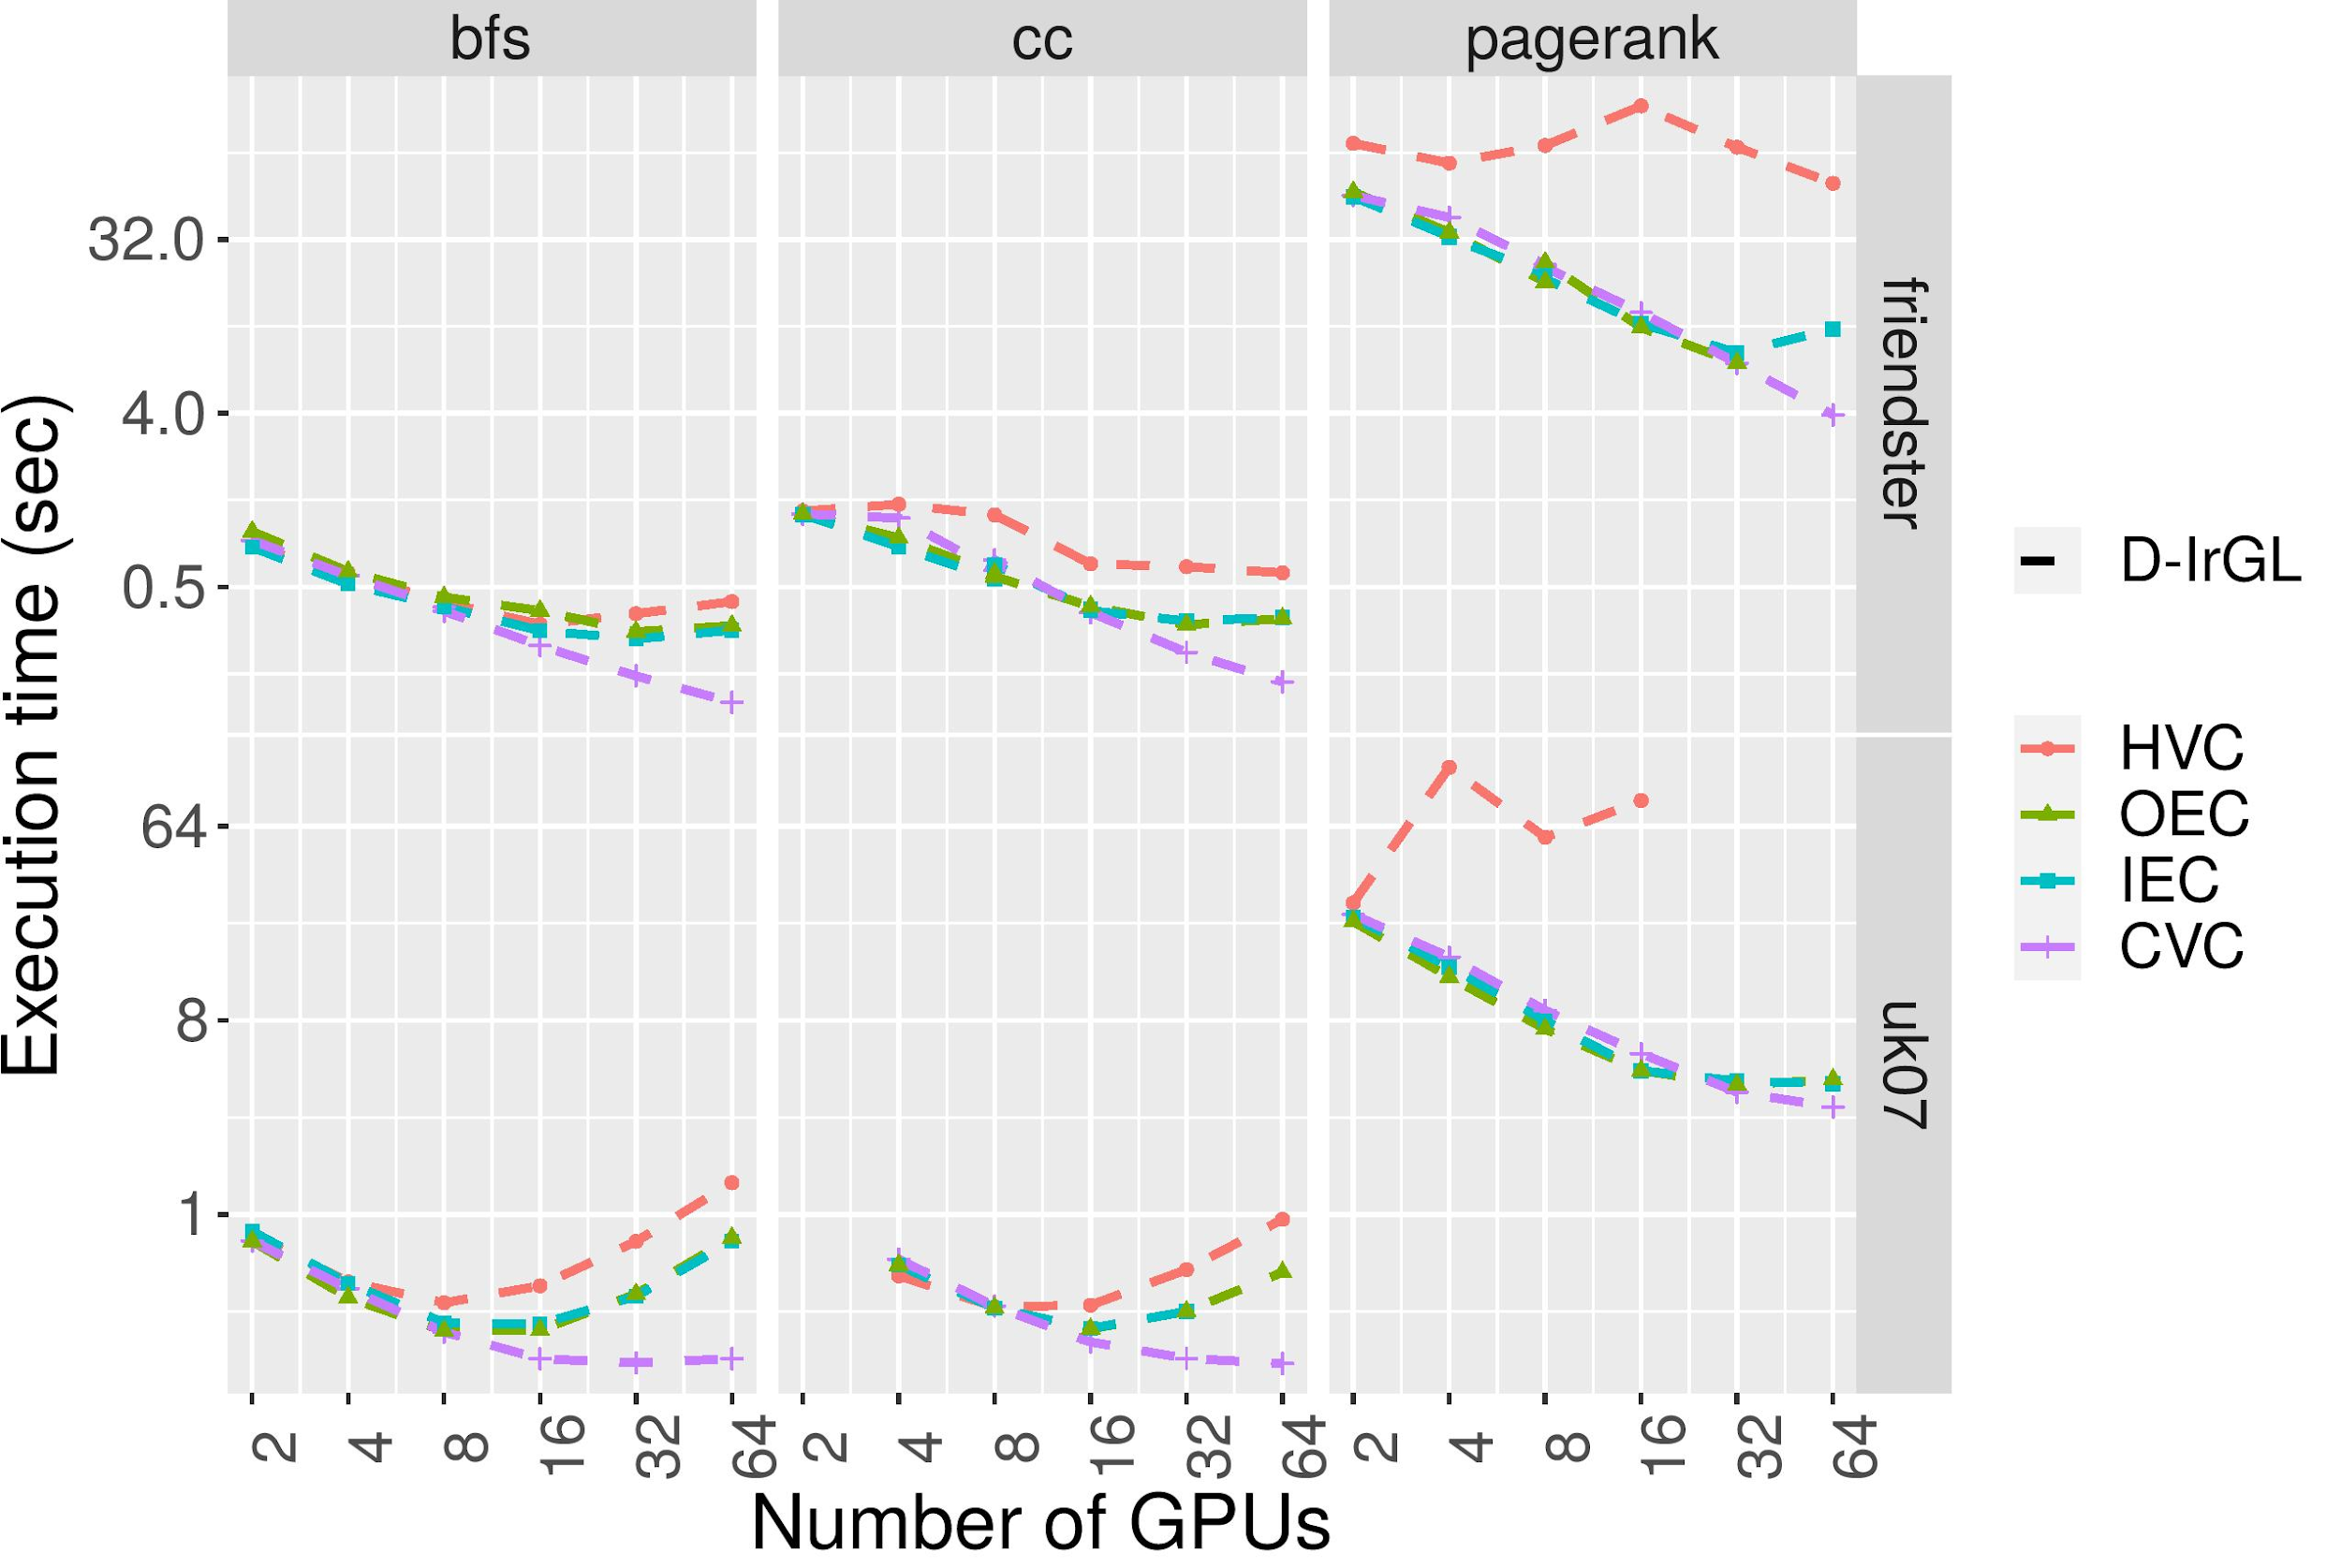 bfs cc pagerank
Execution time (sec)
32.0
4.0
0.5
friendster
64
8
1
uk07
2 4 8 16 32 64 2 4 8 16 32 64 2 4 8 16 32 64
Number of GPUs
D-IrGL
HVC
OEC
IEC
CVC